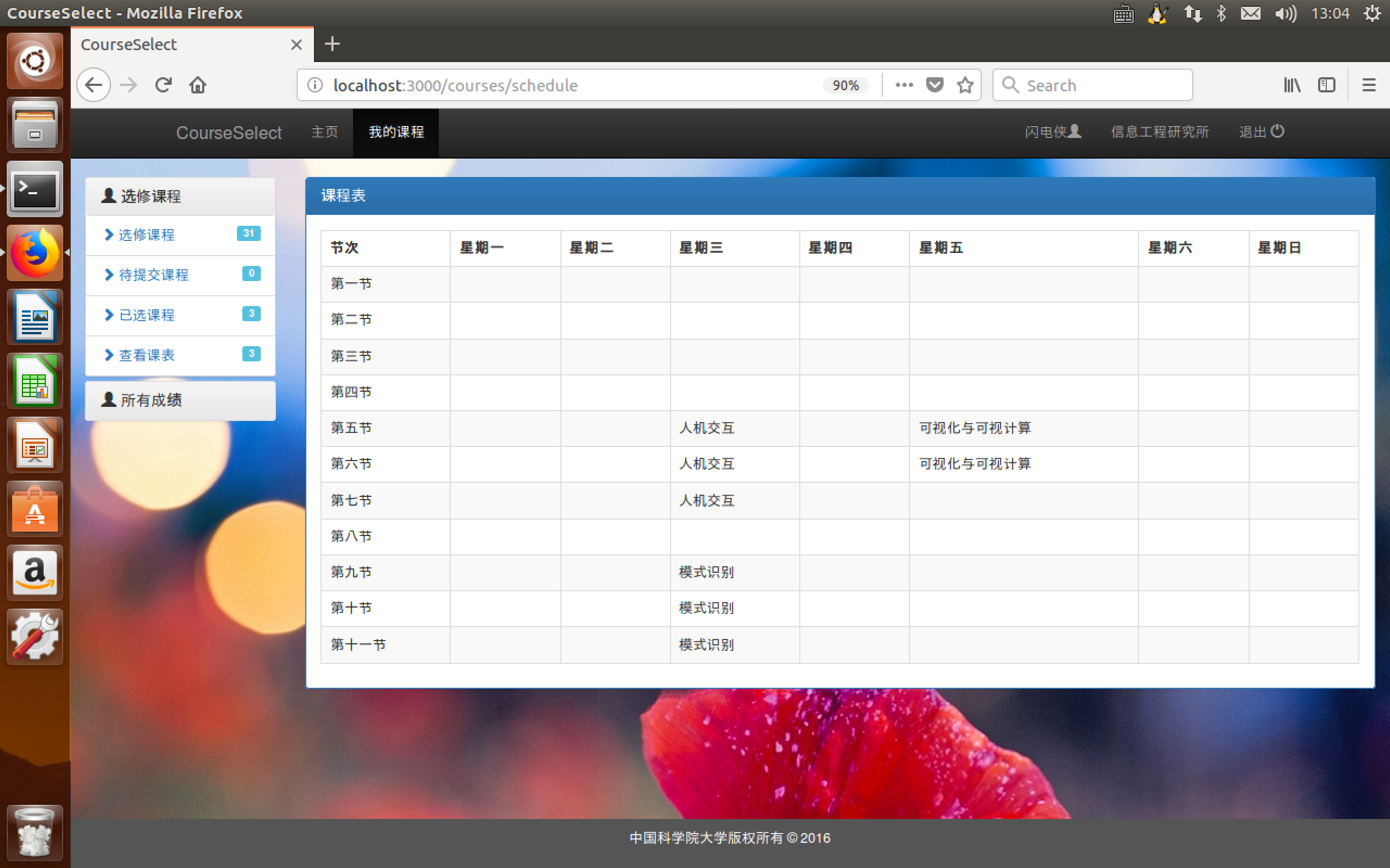 CourseSelect - Mozilla Firefox 13:04
CourseSelect
localhost:3000/courses/schedule 90% Search
CourseSelect 主页 我的课程 闪电侠 信息工程研究所 退出
选修课程
选修课程 31
待提交课程 0
已选课程 3
查看课表 3
所有成绩
课程表
节次 星期一 星期二 星期三 星期四 星期五 星期六 星期日
第一节
第二节
第三节
第四节
第五节 人机交互 可视化与可视计算
第六节 人机交互 可视化与可视计算
第七节 人机交互
第八节
第九节 模式识别
第十节 模式识别
第十一节 模式识别
中国科学院大学版权所有 © 2016